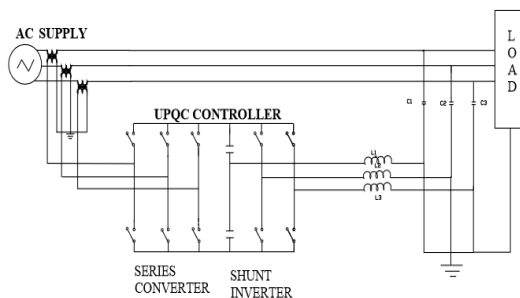 AC SUPPLY
L
O
A
D
C1
C2
C3
UPQC CONTROLLER
L1
L2
L3
SERIES
CONVERTER
SHUNT
INVERTER